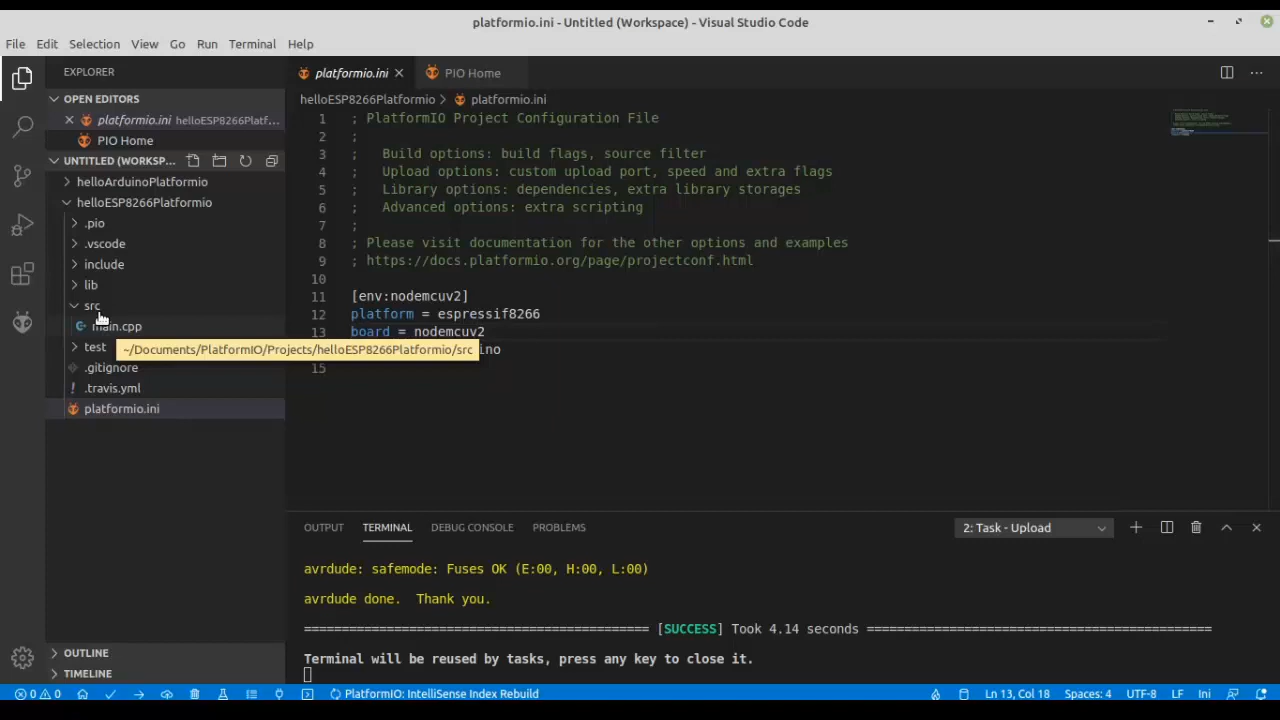 platformio.ini - Untitled (Workspace) - Visual Studio Code
File Edit Selection View Go Run Terminal Help
EXPLORER
platformio.ini
PIO Home
OPEN EDITORS
platformio.ini helloESP8266Platf...
PIO Home
UNTITLED (WORKSP...
helloArduinoPlatformio
helloESP8266Platformio
.pio
.vscode
include
lib
src
main.cpp
test
~/Documents/PlatformIO/Projects/helloESP8266Platformio/src
.gitignore
.travis.yml
platformio.ini
OUTLINE
TIMELINE
helloESP8266Platformio > platformio.ini
1 ; PlatformIO Project Configuration File
2 ;
3 ; Build options: build flags, source filter
4 ; Upload options: custom upload port, speed and extra flags
5 ; Library options: dependencies, extra library storages
6 ; Advanced options: extra scripting
7 ;
8 ; Please visit documentation for the other options and examples
9 ; https://docs.platformio.org/page/projectconf.html
10
11 [env:nodemcuv2]
12 platform = espressif8266
13 board = nodemcuv2
14 ino
15
OUTPUT TERMINAL DEBUG CONSOLE PROBLEMS
2: Task - Upload
avrdude: safemode: Fuses OK (E:00, H:00, L:00)
avrdude done.  Thank you.
============================================= [SUCCESS] Took 4.14 seconds =============================================
Terminal will be reused by tasks, press any key to close it.
0 0 PlatformIO: IntelliSense Index Rebuild Ln 13, Col 18 Spaces: 4 UTF-8 LF Ini